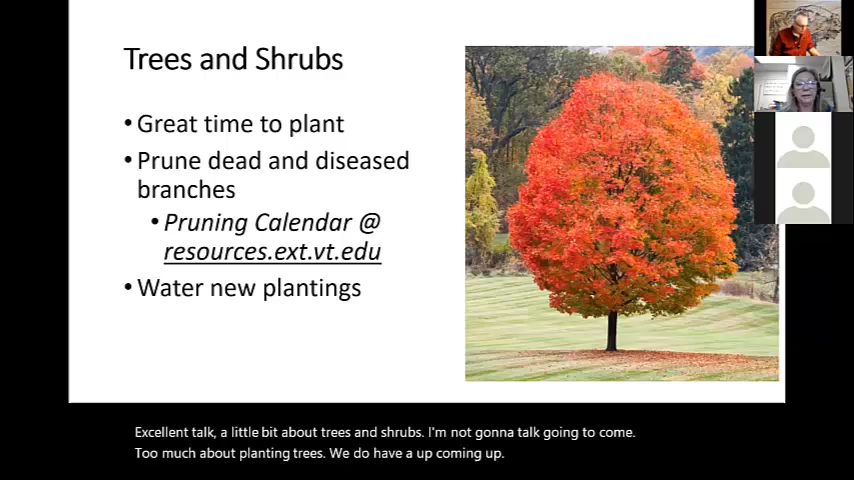 Trees and Shrubs
• Great time to plant
• Prune dead and diseased
branches
• Pruning Calendar @
resources.ext.vt.edu
• Water new plantings
Excellent talk, a little bit about trees and shrubs. I'm not gonna talk going to come.
Too much about planting trees. We do have a up coming up.